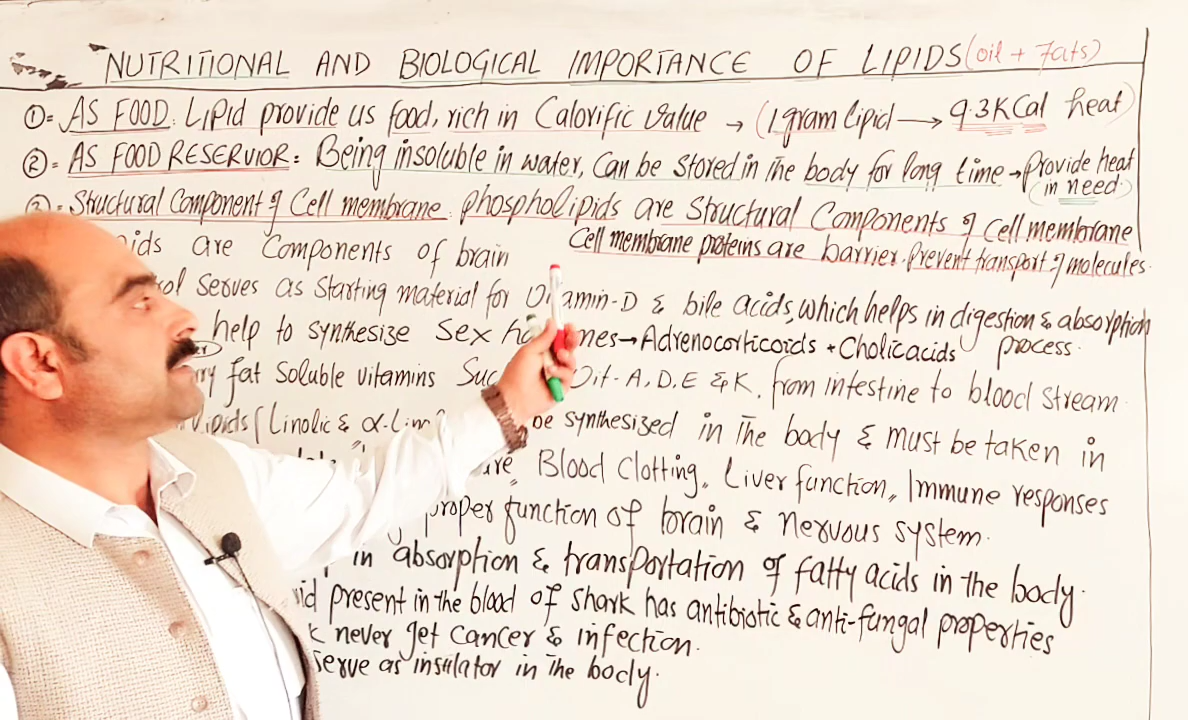 NUTRITIONAL AND BIOLOGICAL IMPORTANCE OF LIPIDS (oil + Fats)
①= AS FOOD: Lipid provide us food, rich in Calorific Value → (1 gram lipid → 9.3 KCal heat)
②= AS FOOD RESERVIOR: Being insoluble in water, Can be stored in the body for long time → Provide heat
(in need)
= Structural Component of Cell membrane: Phospholipids are Structural Components of Cell membrane
Cell membrane proteins are barrier. Prevent transport of molecules.
ids are Components of brain
rol Serves as Starting material for Vitamin-D & bile acids, which helps in digestion & absorption
process.
help to synthesize Sex hormones → Adrenocorticoids + Cholicacids
ry fat Soluble vitamins Vit-A, D, E & K, from intestine to blood stream
Lipids (Linolic & α-Lin be synthesized in the body & must be taken in
are Blood Clotting, Liver function, Immune responses
proper function of brain & nervous system.
in absorption & transportation of fatty acids in the body.
id present in the blood of shark has antibiotic & anti-fungal properties
k never get cancer & infection.
Serve as insulator in the body.